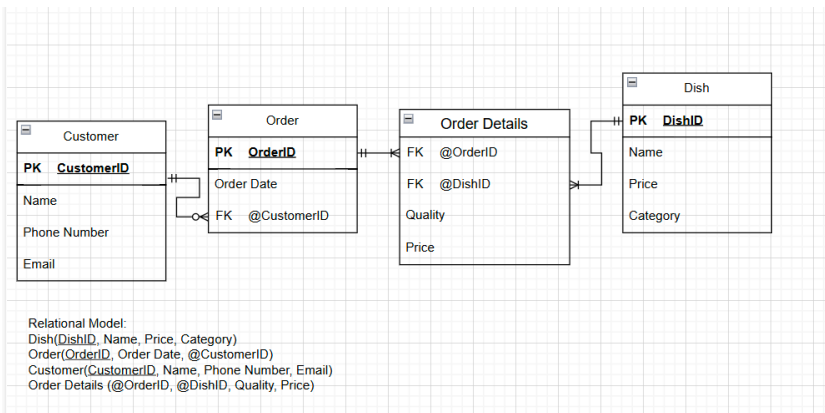 Customer
PK CustomerID
Name
Phone Number
Email
Order
PK OrderID
Order Date
FK @CustomerID
Order Details
FK @OrderID
FK @DishID
Quality
Price
Dish
PK DishID
Name
Price
Category
Relational Model:
Dish(DishID, Name, Price, Category)
Order(OrderID, Order Date, @CustomerID)
Customer(CustomerID, Name, Phone Number, Email)
Order Details (@OrderID, @DishID, Quality, Price)